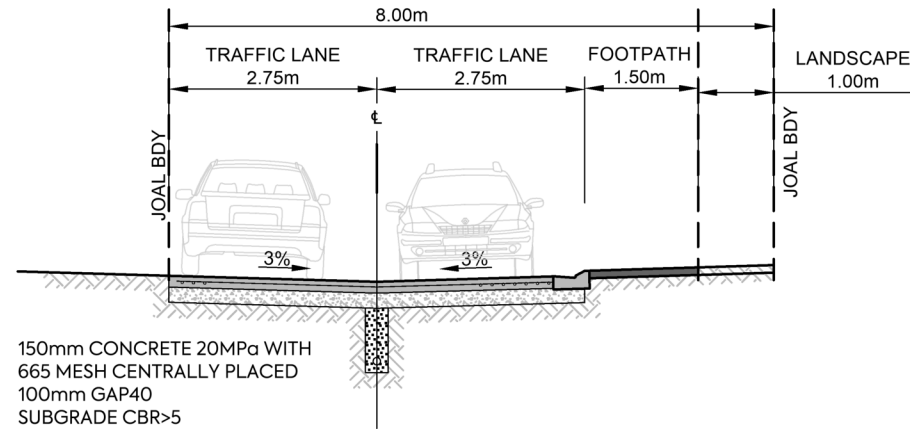 8.00m
TRAFFIC LANE
2.75m
TRAFFIC LANE
2.75m
FOOTPATH
1.50m
LANDSCAPE
1.00m
℄
JOAL BDY
JOAL BDY
3%
3%
150mm CONCRETE 20MPa WITH
665 MESH CENTRALLY PLACED
100mm GAP40
SUBGRADE CBR>5